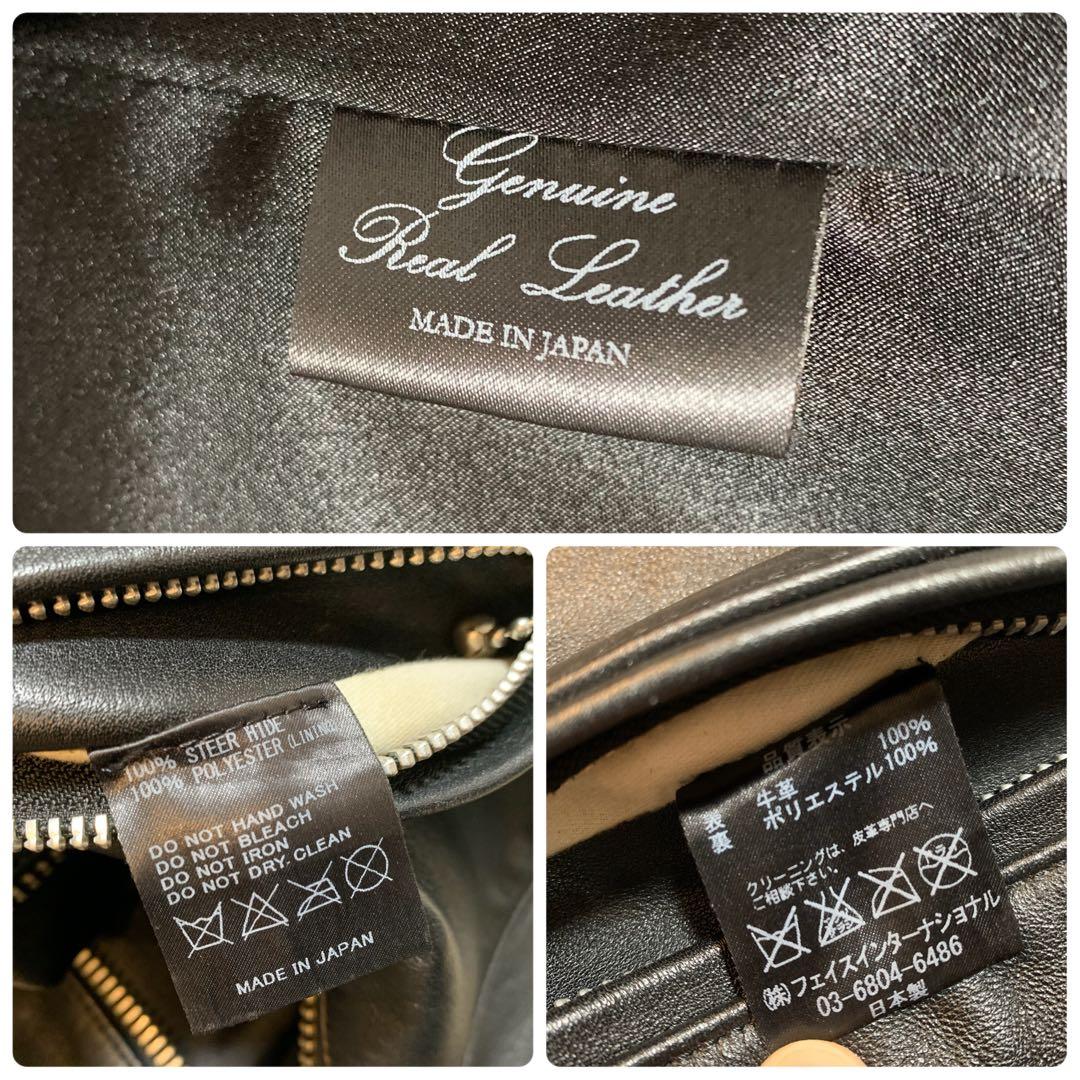 Genuine
Real Leather
MADE IN JAPAN
100% STEER HIDE
100% POLYESTER (LINING)
DO NOT HAND WASH
DO NOT BLEACH
DO NOT IRON
DO NOT DRY-CLEAN
MADE IN JAPAN
品質表示
表 牛革 100%
裏 ポリエステル 100%
クリーニングは、皮革専門店へ
ご相談下さい。
(株)フェイスインターナショナル
03-6804-6486
日本製